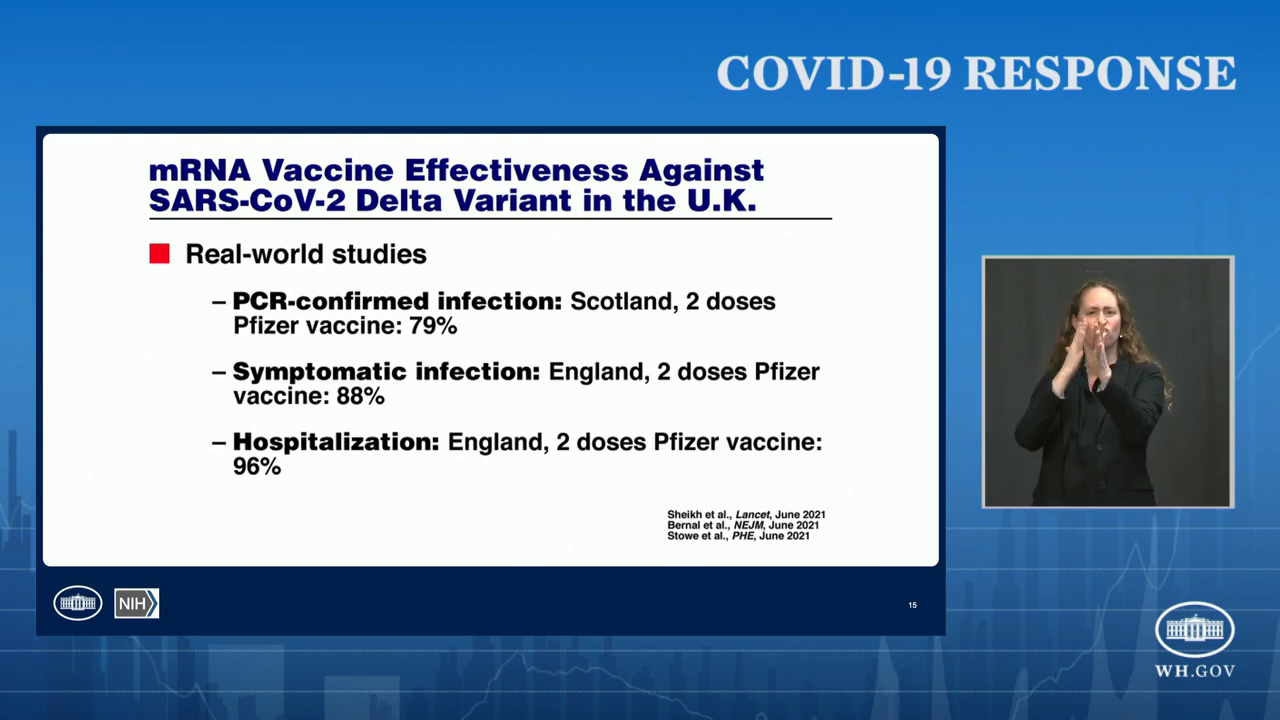 COVID-19 RESPONSE
mRNA Vaccine Effectiveness Against
SARS-CoV-2 Delta Variant in the U.K.
Real-world studies
– PCR-confirmed infection: Scotland, 2 doses
Pfizer vaccine: 79%
– Symptomatic infection: England, 2 doses Pfizer
vaccine: 88%
– Hospitalization: England, 2 doses Pfizer vaccine:
96%
Sheikh et al., Lancet, June 2021
Bernal et al., NEJM, June 2021
Stowe et al., PHE, June 2021
NIH
15
WH.GOV